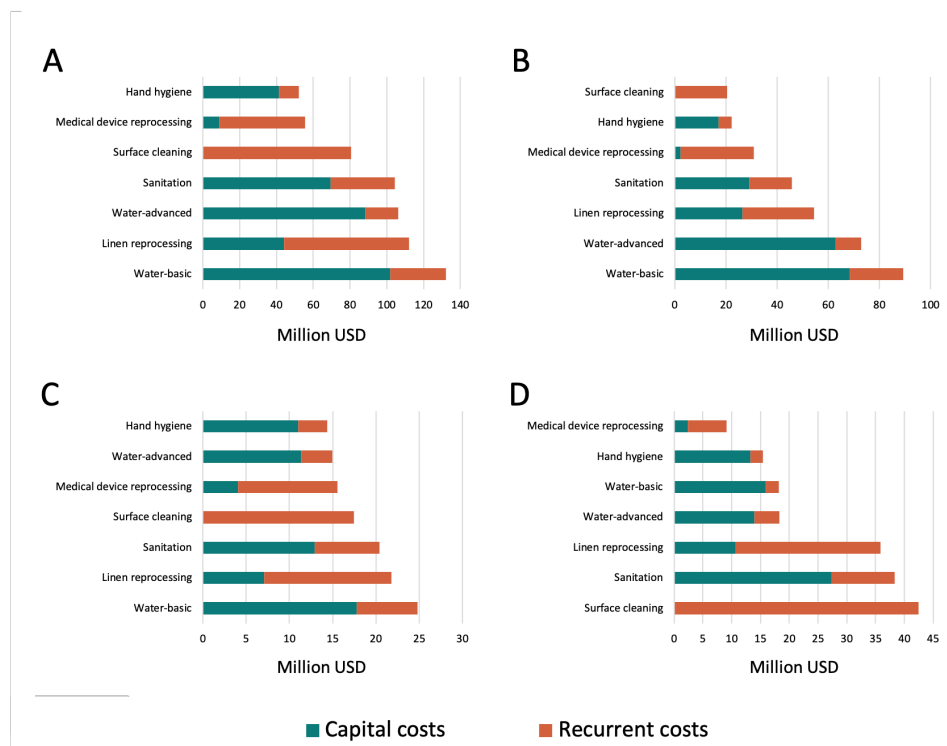 A
Hand hygiene
Medical device reprocessing
Surface cleaning
Sanitation
Water-advanced
Linen reprocessing
Water-basic
0 20 40 60 80 100 120 140
Million USD
B
Surface cleaning
Hand hygiene
Medical device reprocessing
Sanitation
Linen reprocessing
Water-advanced
Water-basic
0 20 40 60 80 100
Million USD
C
Hand hygiene
Water-advanced
Medical device reprocessing
Surface cleaning
Sanitation
Linen reprocessing
Water-basic
0 5 10 15 20 25 30
Million USD
D
Medical device reprocessing
Hand hygiene
Water-basic
Water-advanced
Linen reprocessing
Sanitation
Surface cleaning
0 5 10 15 20 25 30 35 40 45
Million USD
Capital costs
Recurrent costs